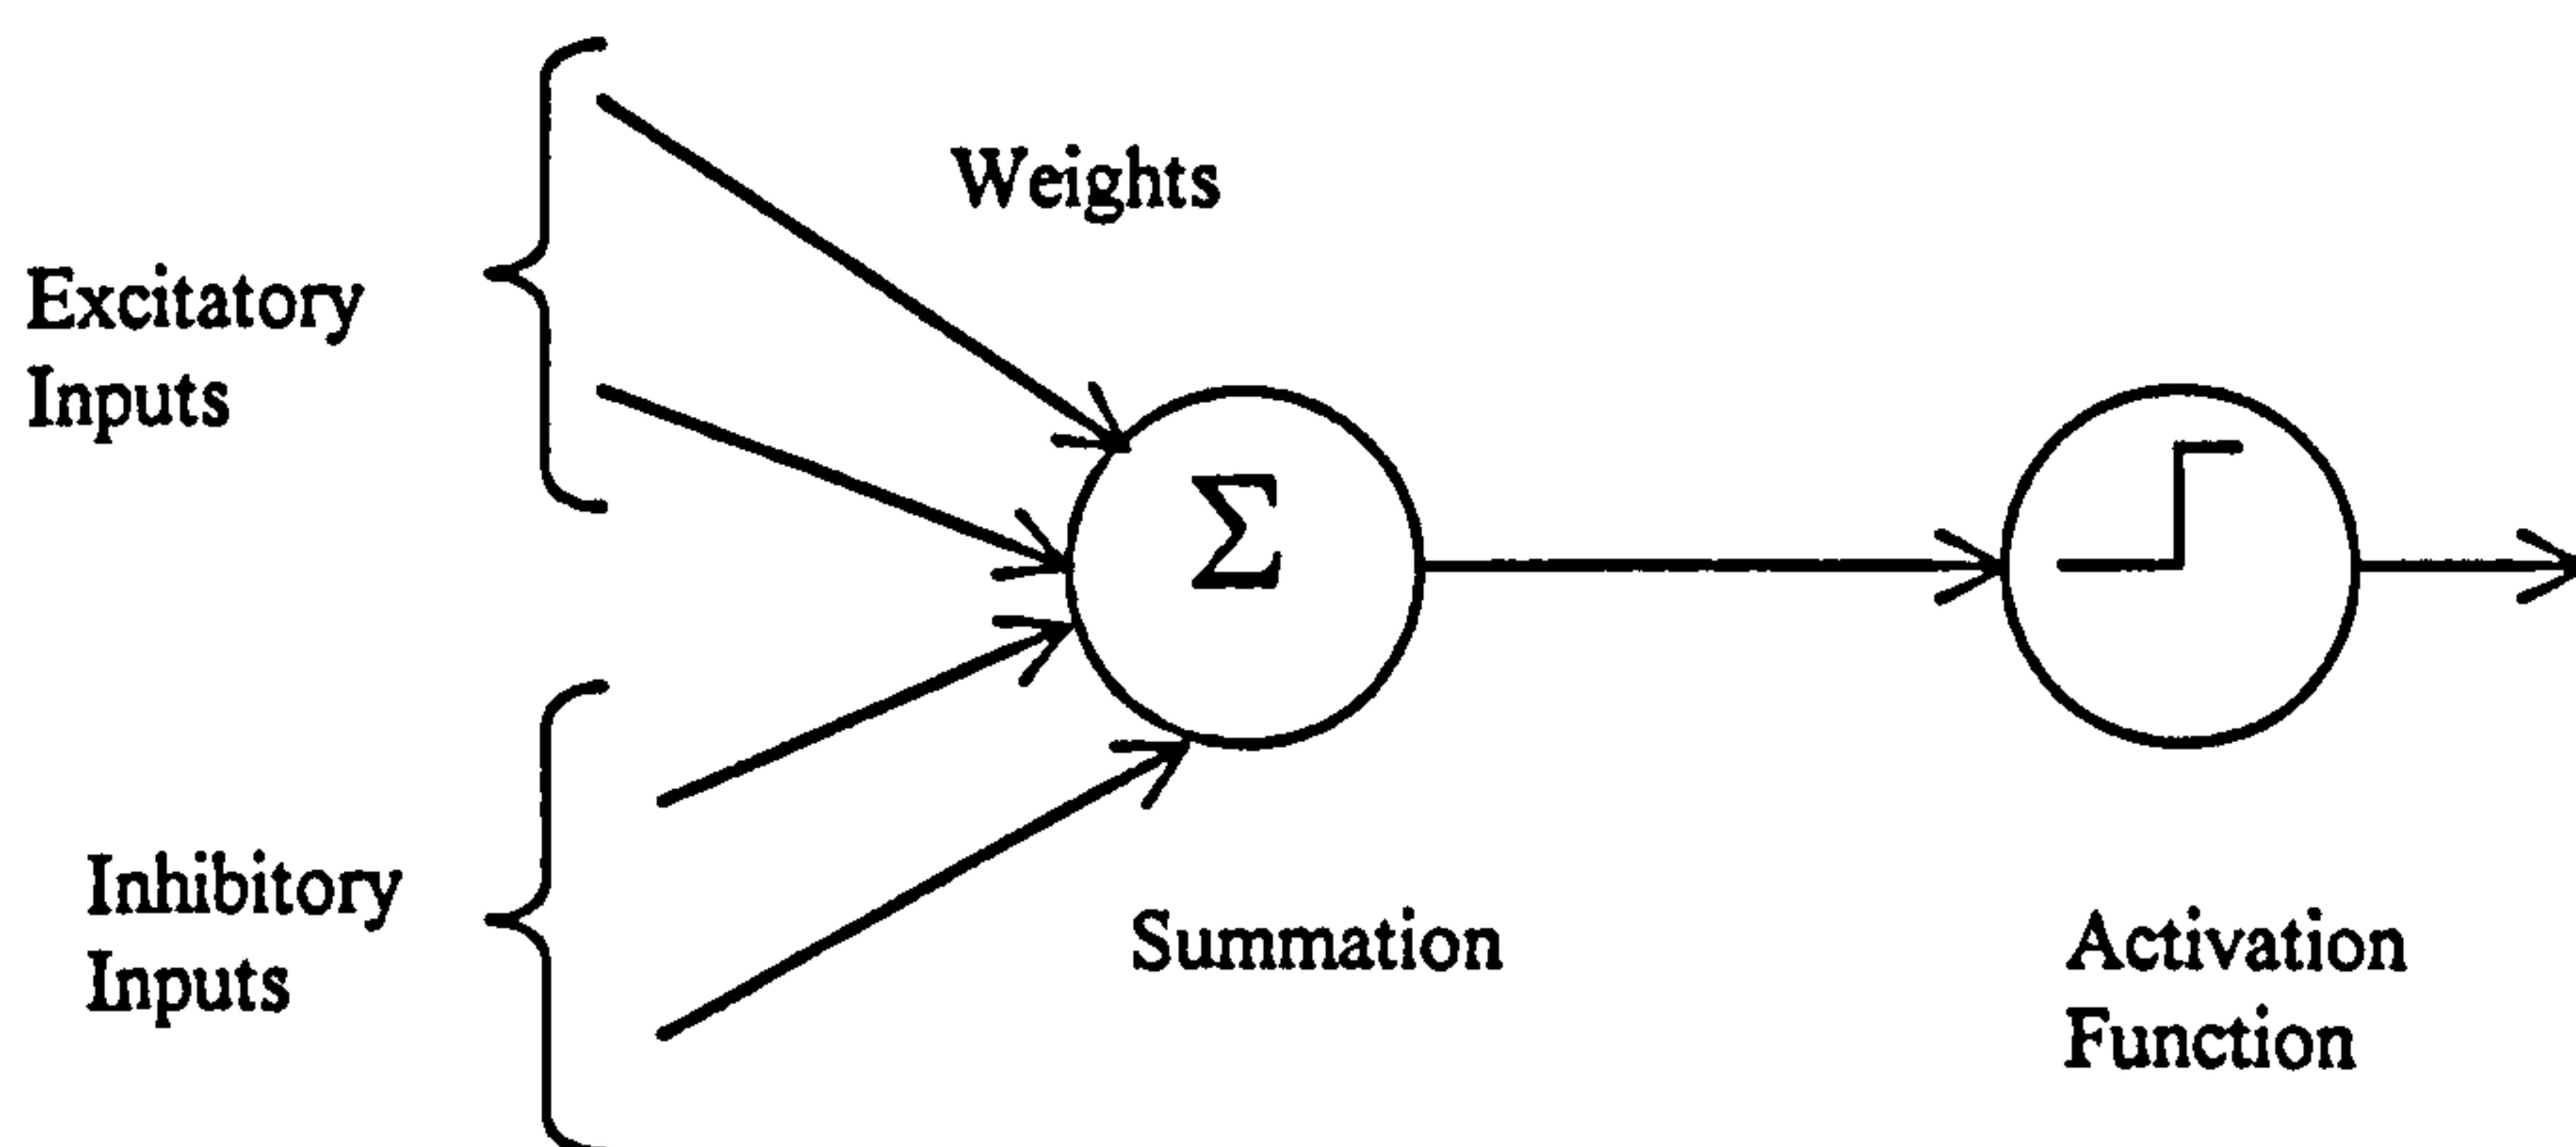 Weights
Excitatory
Inputs
Σ
Inhibitory
Inputs
Summation
Activation
Function